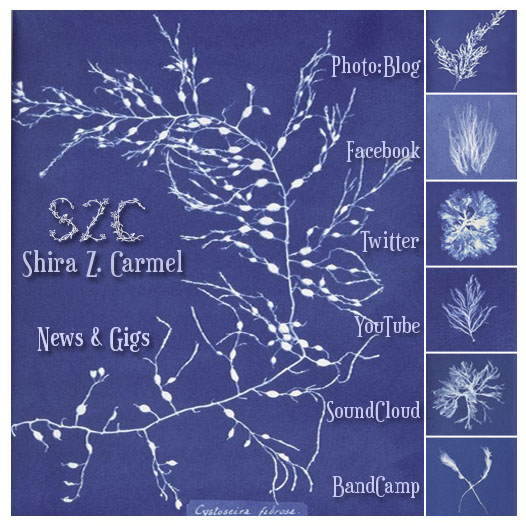 Photo:Blog
Facebook
SZC
Shira Z. Carmel
Twitter
News & Gigs
YouTube
SoundCloud
BandCamp
Cystoseira fibrosa.